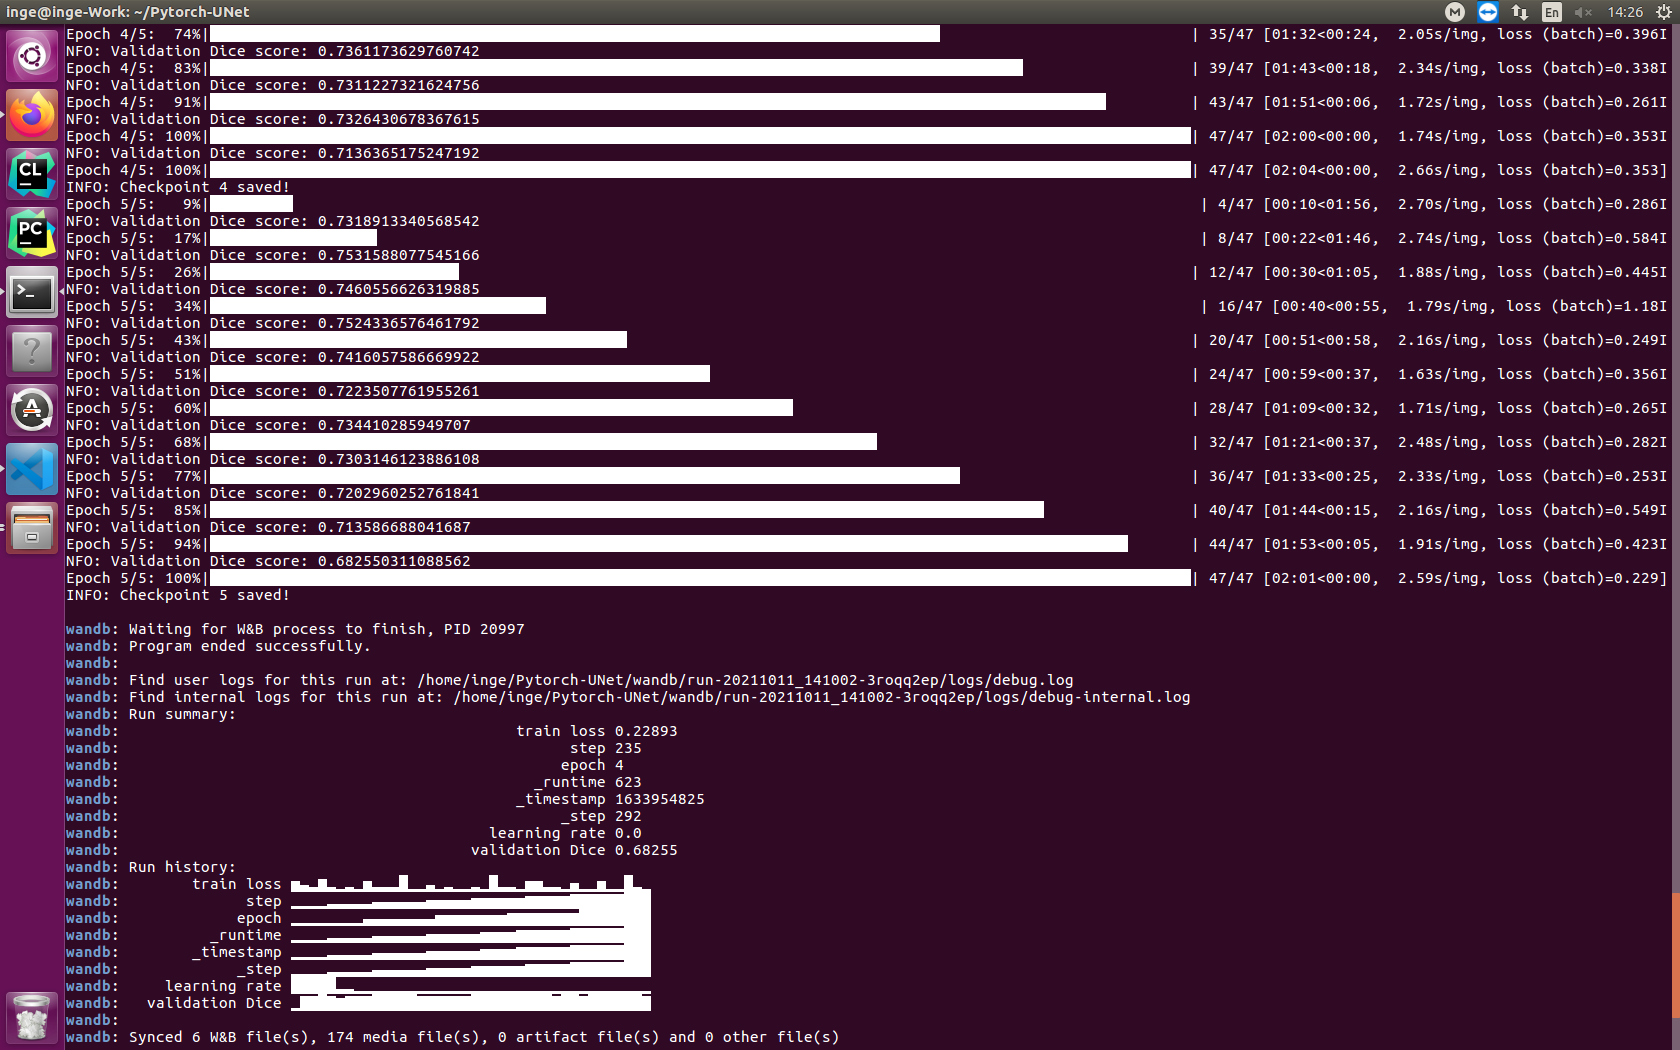 inge@inge-Work: ~/Pytorch-UNet
M En 14:26
Epoch 4/5:  74%| | 35/47 [01:32<00:24,  2.05s/img, loss (batch)=0.396I
NFO: Validation Dice score: 0.7361173629760742
Epoch 4/5:  83%| | 39/47 [01:43<00:18,  2.34s/img, loss (batch)=0.338I
NFO: Validation Dice score: 0.7311227321624756
Epoch 4/5:  91%| | 43/47 [01:51<00:06,  1.72s/img, loss (batch)=0.261I
NFO: Validation Dice score: 0.7326430678367615
Epoch 4/5: 100%| | 47/47 [02:00<00:00,  1.74s/img, loss (batch)=0.353I
NFO: Validation Dice score: 0.7136365175247192
Epoch 4/5: 100%| | 47/47 [02:04<00:00,  2.66s/img, loss (batch)=0.353]
INFO: Checkpoint 4 saved!
Epoch 5/5:   9%| | 4/47 [00:10<01:56,  2.70s/img, loss (batch)=0.286I
NFO: Validation Dice score: 0.7318913340568542
Epoch 5/5:  17%| | 8/47 [00:22<01:46,  2.74s/img, loss (batch)=0.584I
NFO: Validation Dice score: 0.7531588077545166
Epoch 5/5:  26%| | 12/47 [00:30<01:05,  1.88s/img, loss (batch)=0.445I
NFO: Validation Dice score: 0.7460556626319885
Epoch 5/5:  34%| | 16/47 [00:40<00:55,  1.79s/img, loss (batch)=1.18I
NFO: Validation Dice score: 0.7524336576461792
Epoch 5/5:  43%| | 20/47 [00:51<00:58,  2.16s/img, loss (batch)=0.249I
NFO: Validation Dice score: 0.7416057586669922
Epoch 5/5:  51%| | 24/47 [00:59<00:37,  1.63s/img, loss (batch)=0.356I
NFO: Validation Dice score: 0.7223507761955261
Epoch 5/5:  60%| | 28/47 [01:09<00:32,  1.71s/img, loss (batch)=0.265I
NFO: Validation Dice score: 0.734410285949707
Epoch 5/5:  68%| | 32/47 [01:21<00:37,  2.48s/img, loss (batch)=0.282I
NFO: Validation Dice score: 0.7303146123886108
Epoch 5/5:  77%| | 36/47 [01:33<00:25,  2.33s/img, loss (batch)=0.253I
NFO: Validation Dice score: 0.7202960252761841
Epoch 5/5:  85%| | 40/47 [01:44<00:15,  2.16s/img, loss (batch)=0.549I
NFO: Validation Dice score: 0.713586688041687
Epoch 5/5:  94%| | 44/47 [01:53<00:05,  1.91s/img, loss (batch)=0.423I
NFO: Validation Dice score: 0.682550311088562
Epoch 5/5: 100%| | 47/47 [02:01<00:00,  2.59s/img, loss (batch)=0.229]
INFO: Checkpoint 5 saved!
wandb: Waiting for W&B process to finish, PID 20997
wandb: Program ended successfully.
wandb:
wandb: Find user logs for this run at: /home/inge/Pytorch-UNet/wandb/run-20211011_141002-3roqq2ep/logs/debug.log
wandb: Find internal logs for this run at: /home/inge/Pytorch-UNet/wandb/run-20211011_141002-3roqq2ep/logs/debug-internal.log
wandb: Run summary:
wandb: train loss 0.22893
wandb: step 235
wandb: epoch 4
wandb: _runtime 623
wandb: _timestamp 1633954825
wandb: _step 292
wandb: learning rate 0.0
wandb: validation Dice 0.68255
wandb: Run history:
wandb: train loss
wandb: step
wandb: epoch
wandb: _runtime
wandb: _timestamp
wandb: _step
wandb: learning rate
wandb: validation Dice
wandb:
wandb: Synced 6 W&B file(s), 174 media file(s), 0 artifact file(s) and 0 other file(s)
CL
PC
>_
?
A